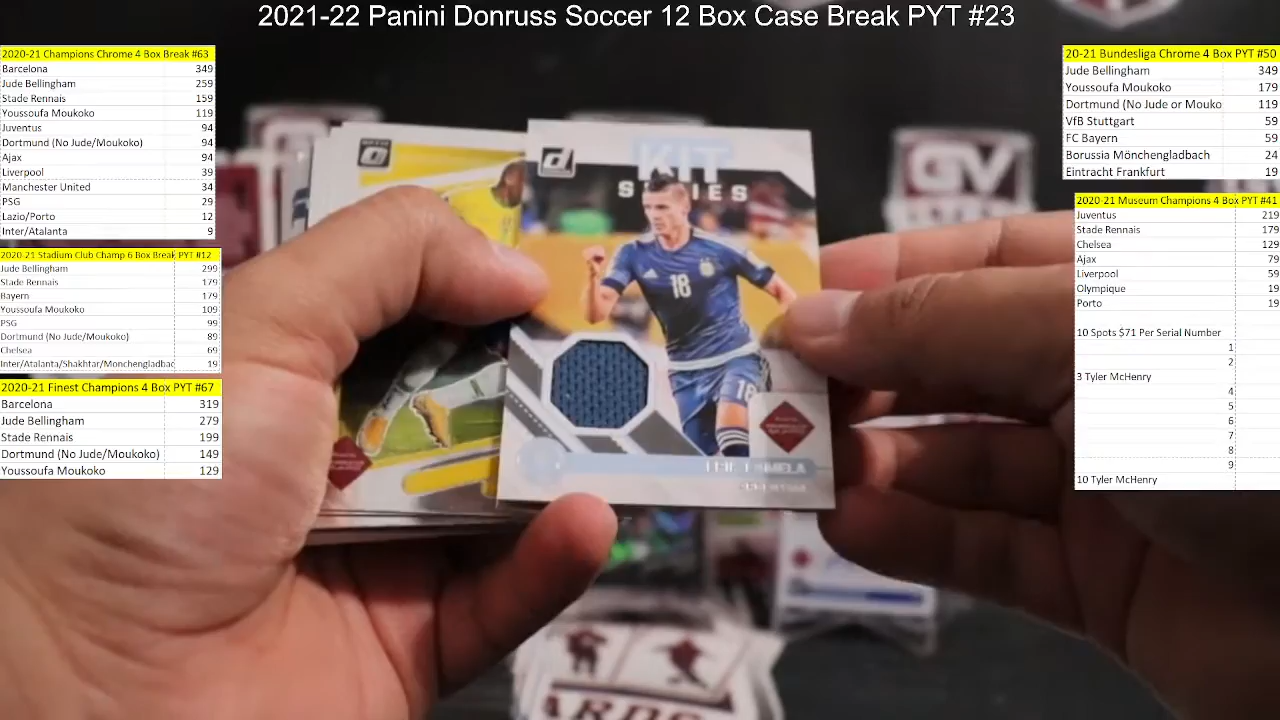 2021-22 Panini Donruss Soccer 12 Box Case Break PYT #23
2020-21 Champions Chrome 4 Box Break #63
Barcelona 349
Jude Bellingham 259
Stade Rennais 159
Youssoufa Moukoko 119
Juventus 94
Dortmund (No Jude/Moukoko) 94
Ajax 94
Liverpool 39
Manchester United 34
PSG 29
Lazio/Porto 12
Inter/Atalanta 9
2020-21 Stadium Club Champ 6 Box Break PYT #12
Jude Bellingham 299
Stade Rennais 179
Bayern 179
Youssoufa Moukoko 109
PSG 99
Dortmund (No Jude/Moukoko) 89
Chelsea 69
Inter/Atalanta/Shakhtar/Monchengladbac 19
2020-21 Finest Champions 4 Box PYT #67
Barcelona 319
Jude Bellingham 279
Stade Rennais 199
Dortmund (No Jude/Moukoko) 149
Youssoufa Moukoko 129
KIT
SERIES
18
18
GV
20-21 Bundesliga Chrome 4 Box PYT #50
Jude Bellingham 349
Youssoufa Moukoko 179
Dortmund (No Jude or Mouko 119
VfB Stuttgart 59
FC Bayern 59
Borussia Mönchengladbach 24
Eintracht Frankfurt 19
2020-21 Museum Champions 4 Box PYT #41
Juventus 219
Stade Rennais 179
Chelsea 129
Ajax 79
Liverpool 59
Olympique 19
Porto 19
10 Spots $71 Per Serial Number
1
2
3 Tyler McHenry
4
5
6
7
8
9
10 Tyler McHenry